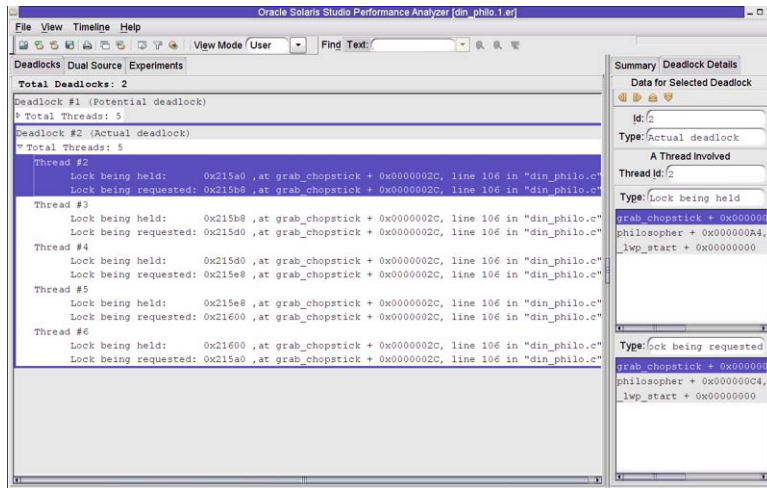 Oracle Solaris Studio Performance Analyzer [din_philo.1.er]
File View Timeline Help
View Mode User Find Text:
Deadlocks Dual Source Experiments
Total Deadlocks: 2
Deadlock #1 (Potential deadlock)
Total Threads: 5
Deadlock #2 (Actual deadlock)
Total Threads: 5
Thread #2
Lock being held: 0x215a0 ,at grab_chopstick + 0x0000002C, line 106 in "din_philo.c"
Lock being requested: 0x215b8 ,at grab_chopstick + 0x0000002C, line 106 in "din_philo.c"
Thread #3
Lock being held: 0x215b8 ,at grab_chopstick + 0x0000002C, line 106 in "din_philo.c"
Lock being requested: 0x215d0 ,at grab_chopstick + 0x0000002C, line 106 in "din_philo.c"
Thread #4
Lock being held: 0x215d0 ,at grab_chopstick + 0x0000002C, line 106 in "din_philo.c"
Lock being requested: 0x215e8 ,at grab_chopstick + 0x0000002C, line 106 in "din_philo.c"
Thread #5
Lock being held: 0x215e8 ,at grab_chopstick + 0x0000002C, line 106 in "din_philo.c"
Lock being requested: 0x21600 ,at grab_chopstick + 0x0000002C, line 106 in "din_philo.c"
Thread #6
Lock being held: 0x21600 ,at grab_chopstick + 0x0000002C, line 106 in "din_philo.c"
Lock being requested: 0x215a0 ,at grab_chopstick + 0x0000002C, line 106 in "din_philo.c"
Summary Deadlock Details
Data for Selected Deadlock
Id: 2
Type: Actual deadlock
A Thread Involved
Thread Id: 2
Type: Lock being held
grab_chopstick + 0x000000
philosopher + 0x000000A4,
_lwp_start + 0x00000000
Type: ock being requested
grab_chopstick + 0x000000
philosopher + 0x000000C4,
_lwp_start + 0x00000000